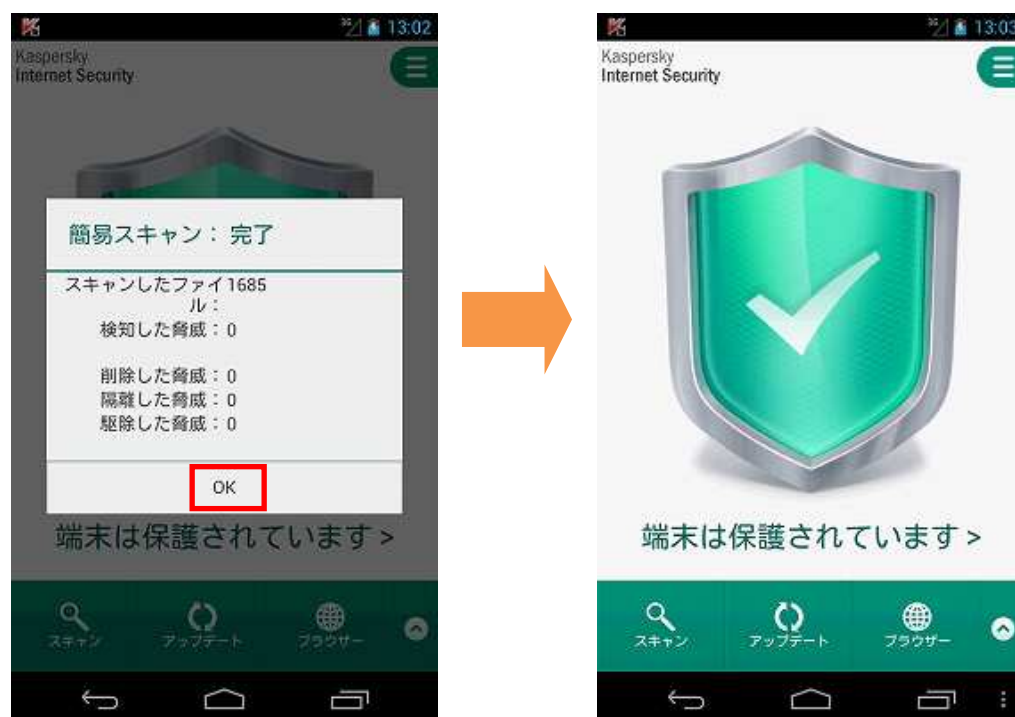 3G 13:02
Kaspersky
Internet Security
簡易スキャン： 完了
スキャンしたファイ 1685
ル：
検知した脅威：0
削除した脅威：0
隔離した脅威：0
駆除した脅威：0
OK
端末は保護されています >
スキャン アップデート ブラウザー
3G 13:03
Kaspersky
Internet Security
端末は保護されています >
スキャン アップデート ブラウザー